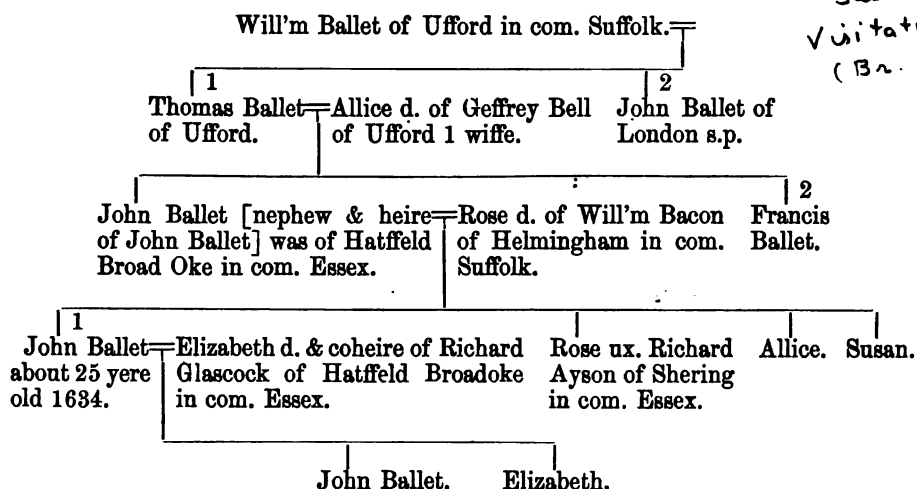 Will'm Ballet of Ufford in com. Suffolk.
Visitat
(Br.
1
2
Thomas Ballet
of Ufford.
Allice d. of Geffrey Bell
of Ufford 1 wiffe.
John Ballet of
London s.p.
2
John Ballet [nephew & heire
of John Ballet] was of Hatffeld
Broad Oke in com. Essex.
Rose d. of Will'm Bacon
of Helmingham in com.
Suffolk.
Francis
Ballet.
1
John Ballet
about 25 yere
old 1634.
Elizabeth d. & coheire of Richard
Glascock of Hatffeld Broadoke
in com. Essex.
Rose ux. Richard
Ayson of Shering
in com. Essex.
Allice.
Susan.
John Ballet.
Elizabeth.